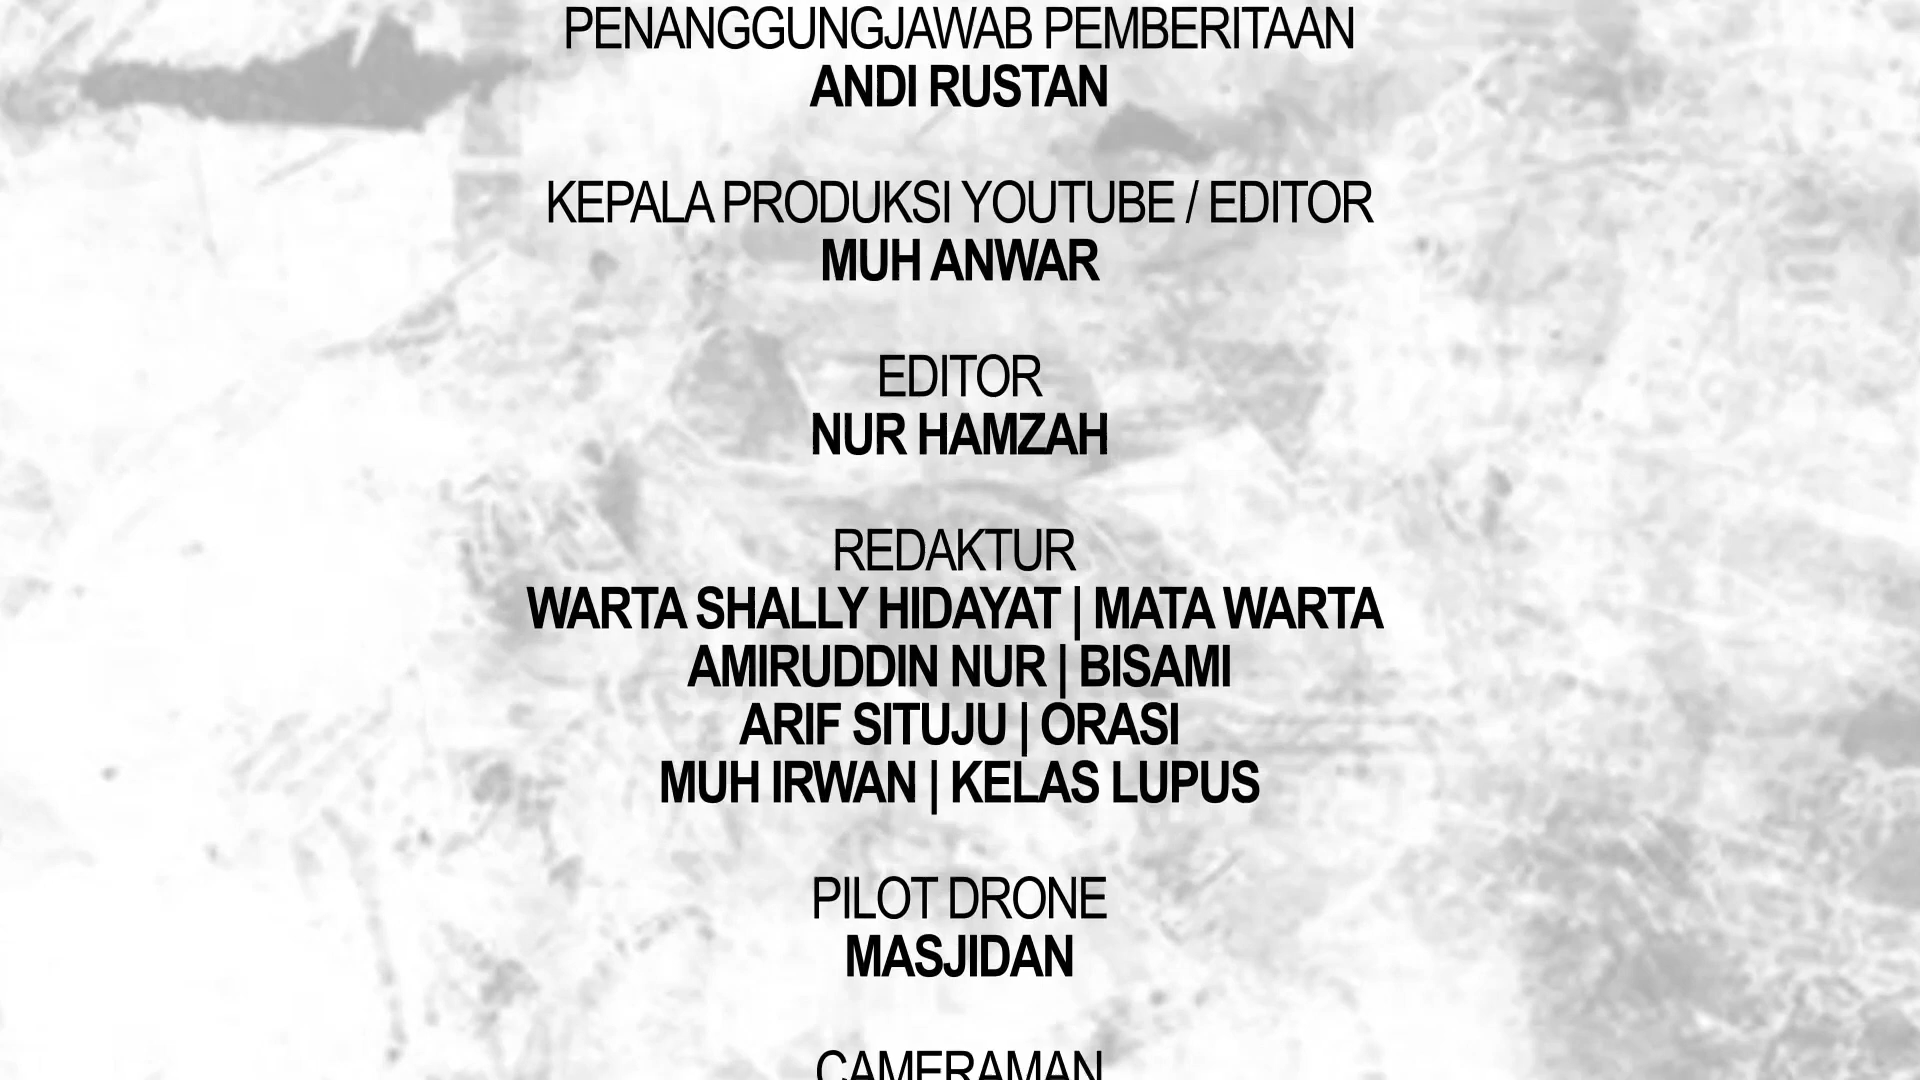 PENANGGUNGJAWAB PEMBERITAAN
ANDI RUSTAN
KEPALA PRODUKSI YOUTUBE / EDITOR
MUH ANWAR
EDITOR
NUR HAMZAH
REDAKTUR
WARTA SHALLY HIDAYAT | MATA WARTA
AMIRUDDIN NUR | BISAMI
ARIF SITUJU | ORASI
MUH IRWAN | KELAS LUPUS
PILOT DRONE
MASJIDAN
CAMERAMAN